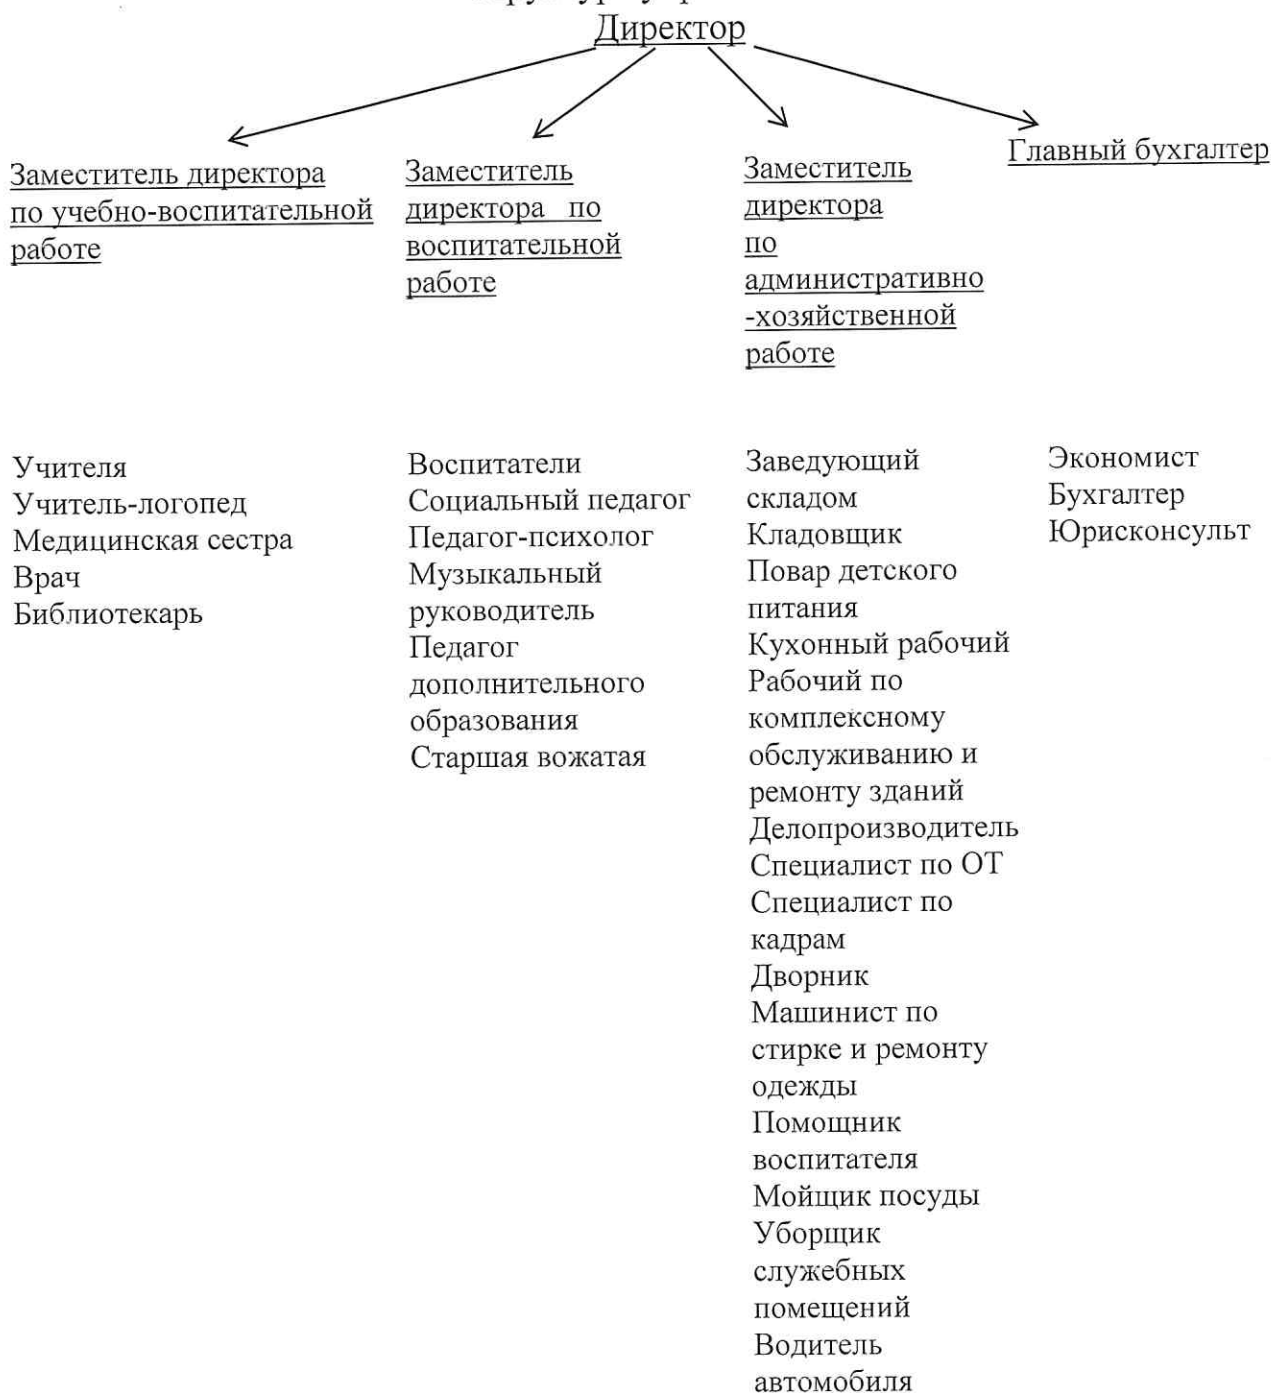 Директор
Заместитель директора
по учебно-воспитательной
работе
Заместитель
директора по
воспитательной
работе
Заместитель
директора
по
административно
-хозяйственной
работе
Главный бухгалтер
Учителя
Учитель-логопед
Медицинская сестра
Врач
Библиотекарь
Воспитатели
Социальный педагог
Педагог-психолог
Музыкальный
руководитель
Педагог
дополнительного
образования
Старшая вожатая
Заведующий
складом
Кладовщик
Повар детского
питания
Кухонный рабочий
Рабочий по
комплексному
обслуживанию и
ремонту зданий
Делопроизводитель
Специалист по ОТ
Специалист по
кадрам
Дворник
Машинист по
стирке и ремонту
одежды
Помощник
воспитателя
Мойщик посуды
Уборщик
служебных
помещений
Водитель
автомобиля
Экономист
Бухгалтер
Юрисконсульт